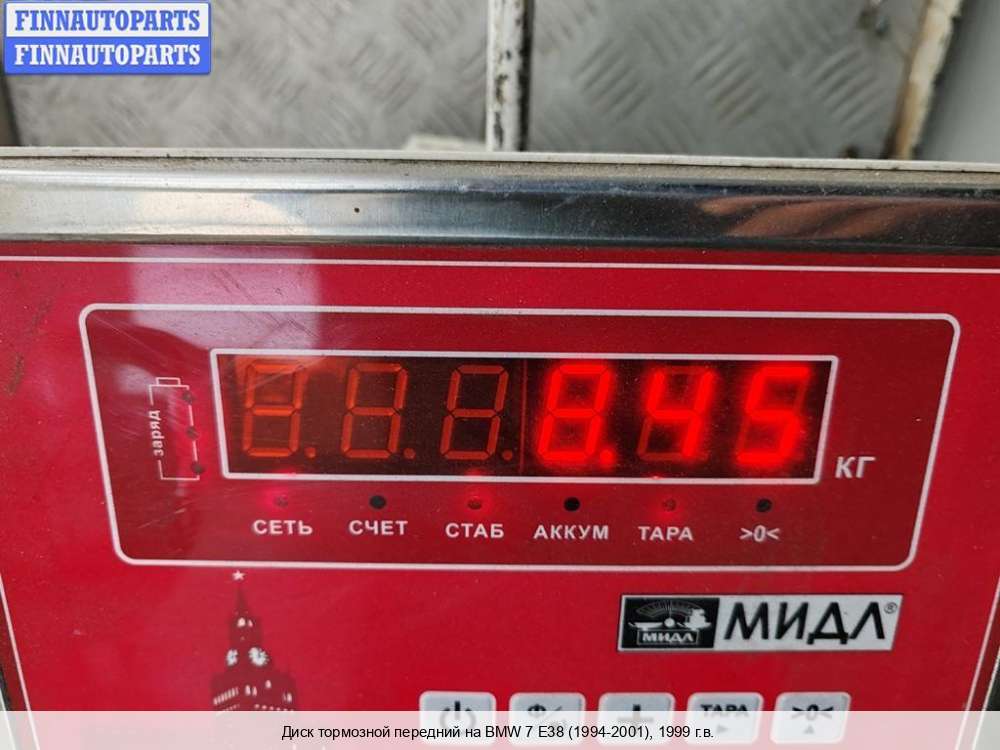 FINNAUTOPARTS
FINNAUTOPARTS
заряд
8.45
КГ
СЕТЬ СЧЕТ СТАБ АККУМ ТАРА >0<
МИДЛ МИДЛ®
ТАРА >0<
Диск тормозной передний на BMW 7 E38 (1994-2001), 1999 г.в.